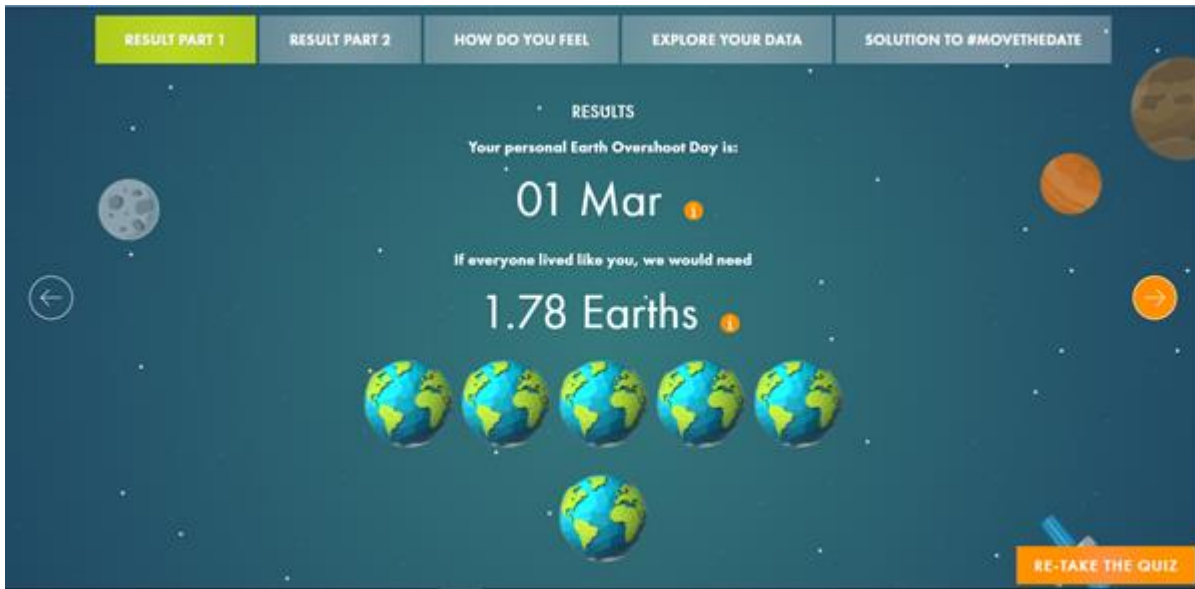 RESULT PART 1
RESULT PART 2
HOW DO YOU FEEL
EXPLORE YOUR DATA
SOLUTION TO #MOVETHEDATE
RESULTS
Your personal Earth Overshoot Day is:
01 Mar i
If everyone lived like you, we would need
1.78 Earths i
RE-TAKE THE QUIZ